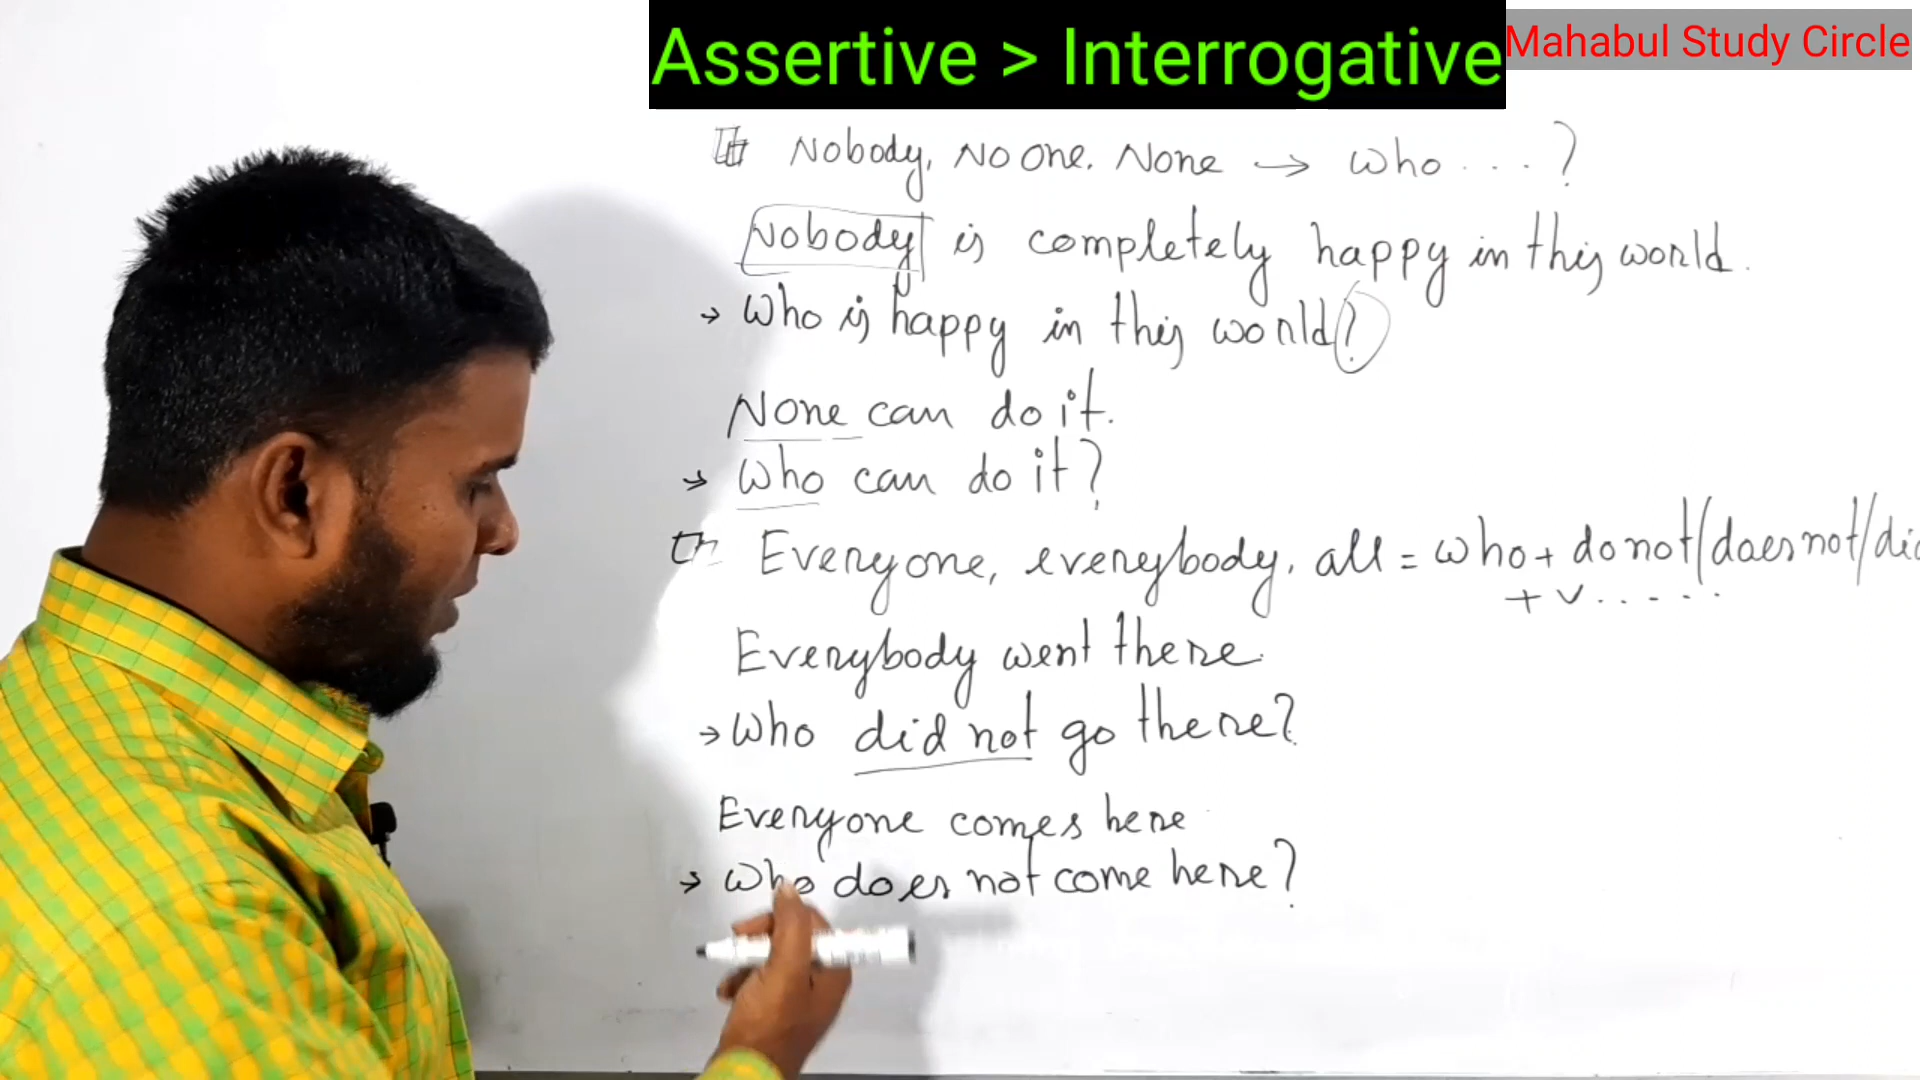 Assertive > Interrogative
Mahabul Study Circle
Nobody, No one, None → Who ...?
Nobody is completely happy in this world.
→ Who is happy in this world?
None can do it.
→ Who can do it?
Everyone, everybody, all = who + do not/does not/did
+ V......
Everybody went there.
→ Who did not go there?
Everyone comes here
→ Who does not come here?